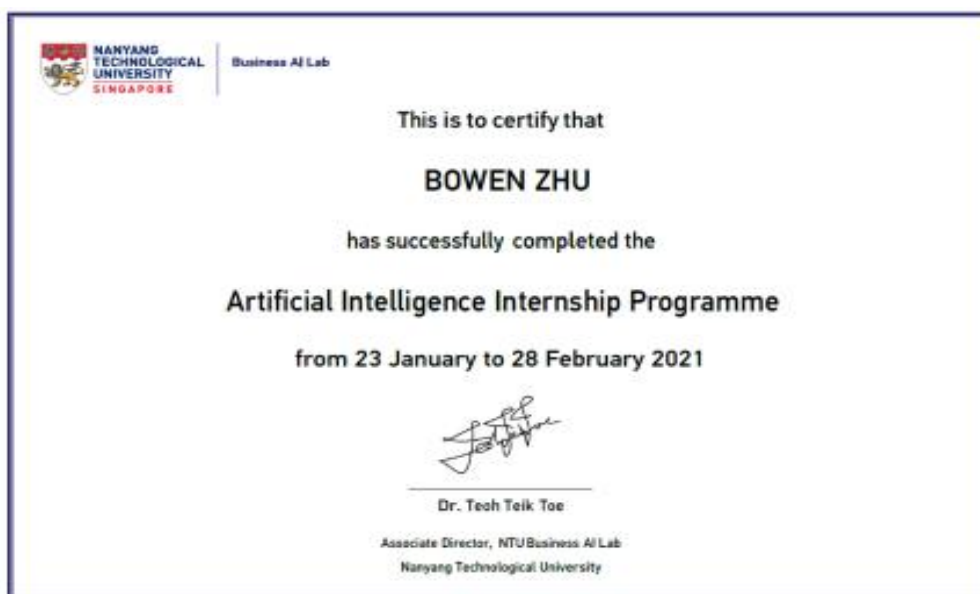 NANYANG
TECHNOLOGICAL
UNIVERSITY
SINGAPORE
Business AI Lab
This is to certify that
BOWEN ZHU
has successfully completed the
Artificial Intelligence Internship Programme
from 23 January to 28 February 2021
Dr. Teoh Teik Toe
Associate Director, NTU Business AI Lab
Nanyang Technological University